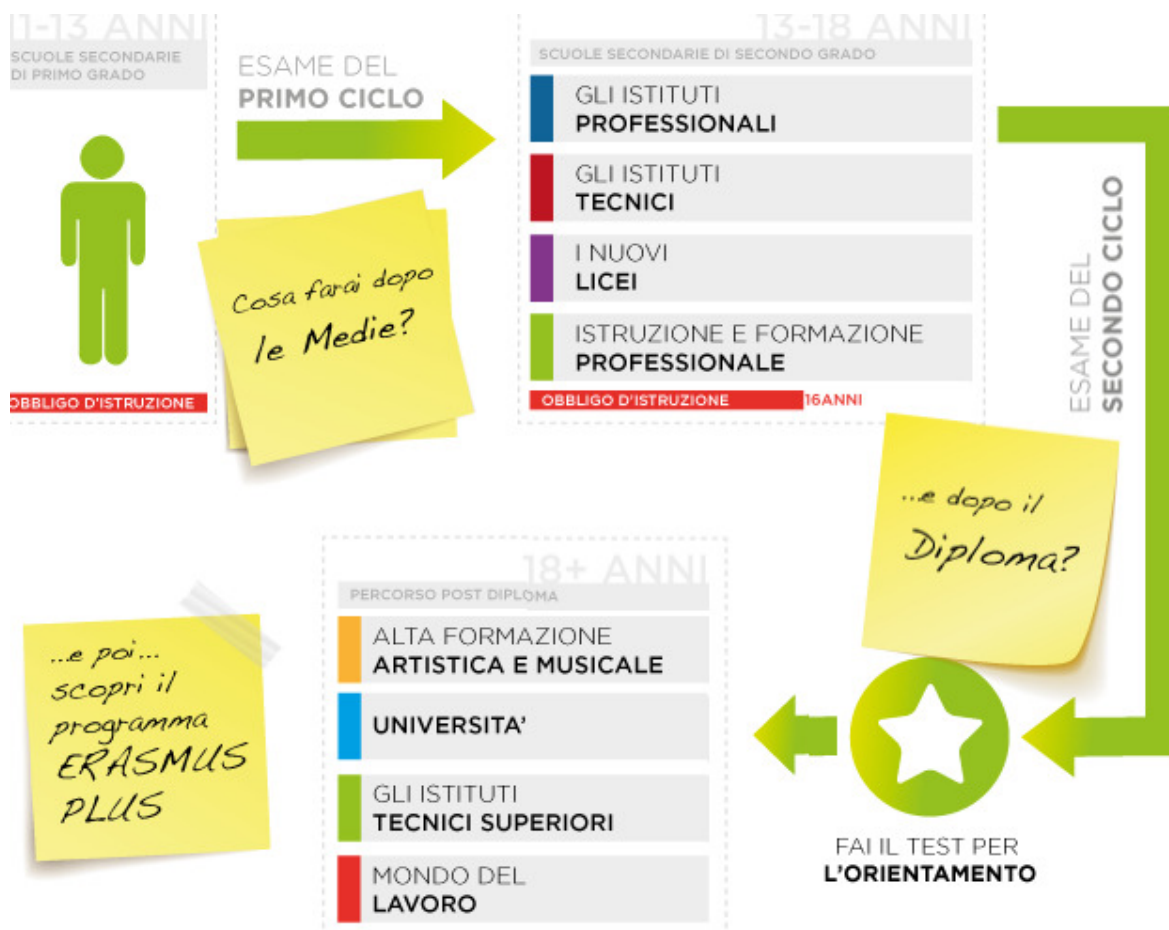 11-13 ANNI
SCUOLE SECONDARIE
DI PRIMO GRADO
OBBLIGO D'ISTRUZIONE
ESAME DEL
PRIMO CICLO
Cosa farai dopo
le Medie?
13-18 ANNI
SCUOLE SECONDARIE DI SECONDO GRADO
GLI ISTITUTI
PROFESSIONALI
GLI ISTITUTI
TECNICI
I NUOVI
LICEI
ISTRUZIONE E FORMAZIONE
PROFESSIONALE
OBBLIGO D'ISTRUZIONE 16ANNI
ESAME DEL
SECONDO CICLO
...e dopo il
Diploma?
FAI IL TEST PER
L'ORIENTAMENTO
18+ ANNI
PERCORSO POST DIPLOMA
ALTA FORMAZIONE
ARTISTICA E MUSICALE
UNIVERSITA'
GLI ISTITUTI
TECNICI SUPERIORI
MONDO DEL
LAVORO
...e poi...
scopri il
programma
ERASMUS
PLUS